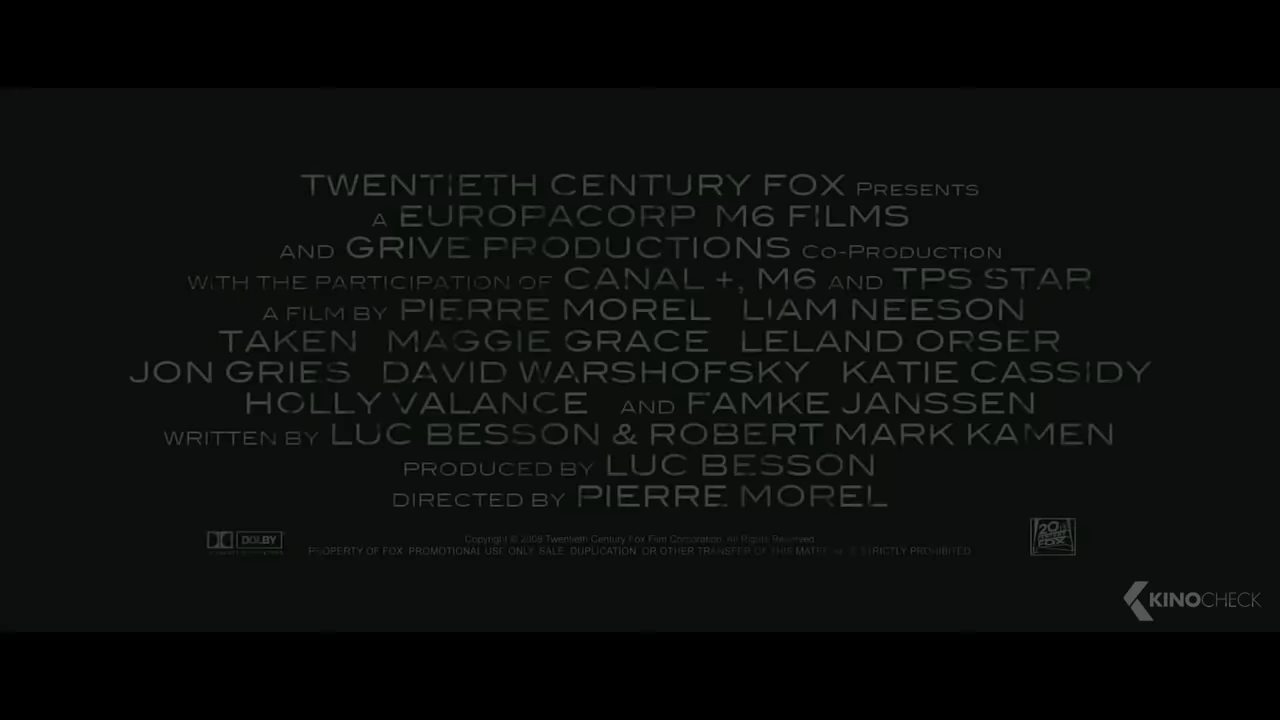 TWENTIETH CENTURY FOX PRESENTS
A EUROPACORP M6 FILMS
AND GRIVE PRODUCTIONS CO-PRODUCTION
WITH THE PARTICIPATION OF CANAL +, M6 AND TPS STAR
A FILM BY PIERRE MOREL LIAM NEESON
TAKEN MAGGIE GRACE LELAND ORSER
JON GRIES DAVID WARSHOFSKY KATIE CASSIDY
HOLLY VALANCE AND FAMKE JANSSEN
WRITTEN BY LUC BESSON & ROBERT MARK KAMEN
PRODUCED BY LUC BESSON
DIRECTED BY PIERRE MOREL
DOLBY
Copyright © Twentieth Century Fox Film Corporation. All Rights Reserved.
PROPERTY OF FOX. PROMOTIONAL USE ONLY. SALE, DUPLICATION, OR OTHER TRANSFER OF THIS MATERIAL IS STRICTLY PROHIBITED.
20th CENTURY FOX
KINOCHECK